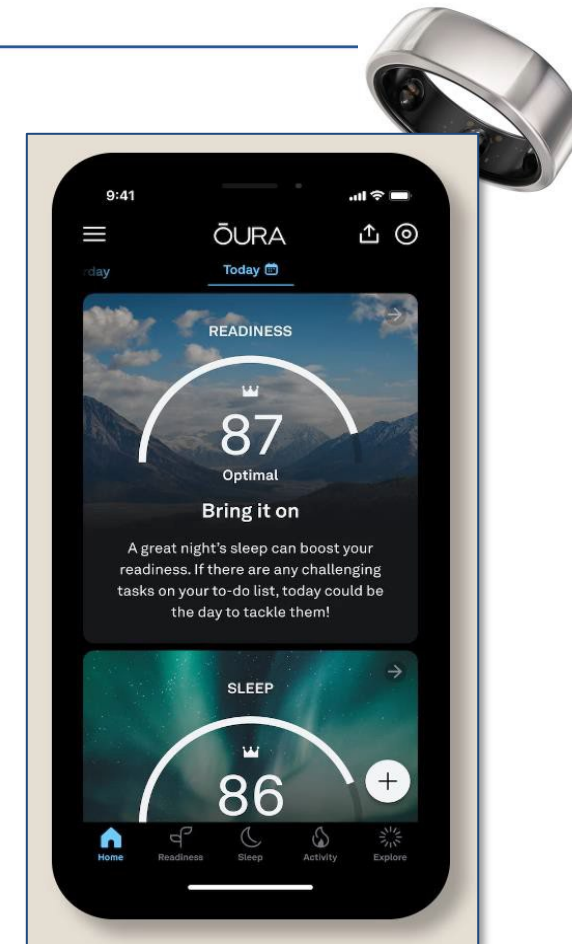 9:41
ŌURA
rday
Today
READINESS
87
Optimal
Bring it on
A great night's sleep can boost your
readiness. If there are any challenging
tasks on your to-do list, today could be
the day to tackle them!
SLEEP
86
Home Readiness Sleep Activity Explore